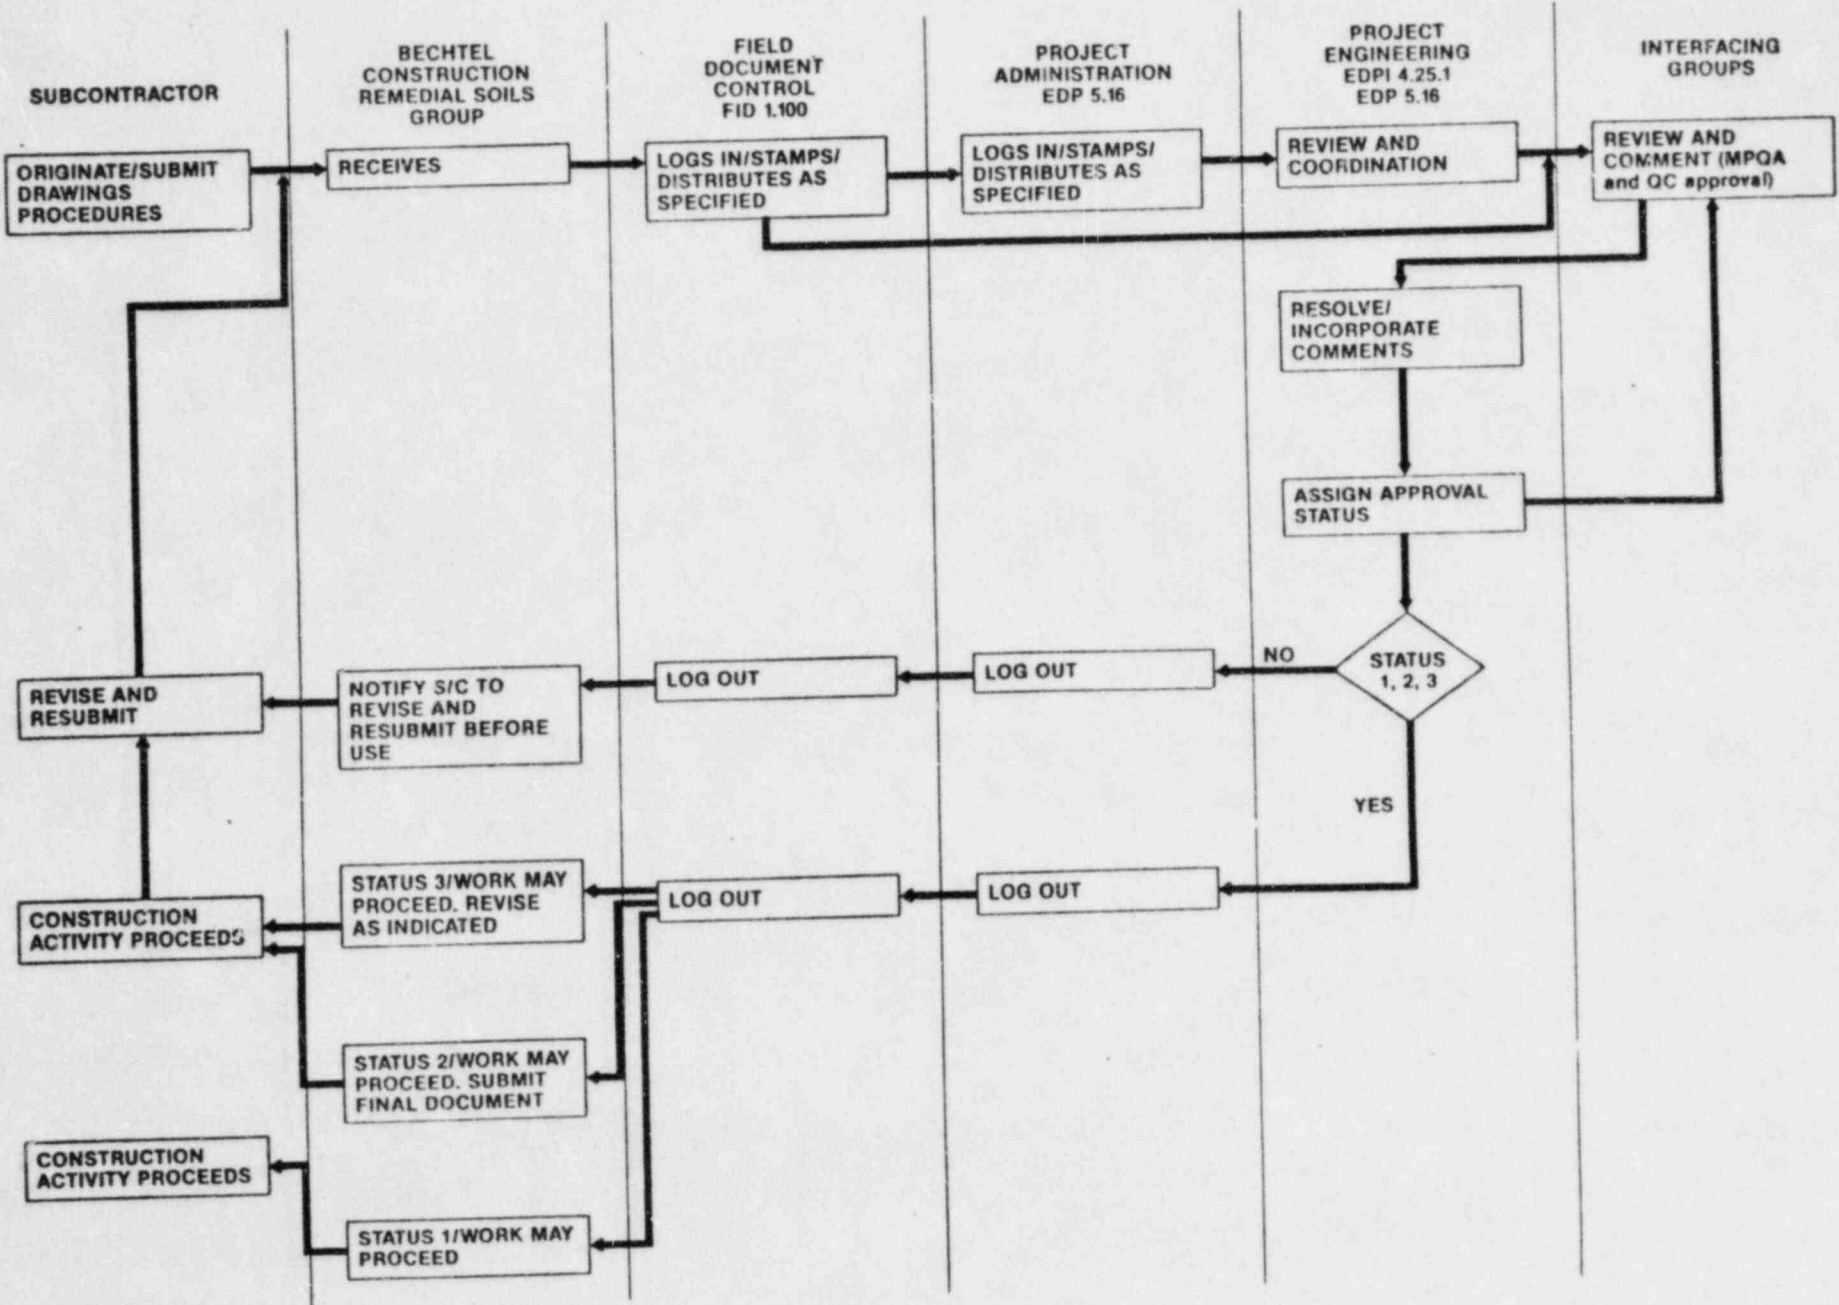 SUBCONTRACTOR
BECHTEL
CONSTRUCTION
REMEDIAL SOILS
GROUP
FIELD
DOCUMENT
CONTROL
FID 1.100
PROJECT
ADMINISTRATION
EDP 5.16
PROJECT
ENGINEERING
EDPI 4.25.1
EDP 5.16
INTERFACING
GROUPS
ORIGINATE/SUBMIT
DRAWINGS
PROCEDURES
RECEIVES
LOGS IN/STAMPS/
DISTRIBUTES AS
SPECIFIED
LOGS IN/STAMPS/
DISTRIBUTES AS
SPECIFIED
REVIEW AND
COORDINATION
REVIEW AND
COMMENT (MPQA
and QC approval)
RESOLVE/
INCORPORATE
COMMENTS
ASSIGN APPROVAL
STATUS
STATUS
1, 2, 3
NO
LOG OUT
LOG OUT
NOTIFY S/C TO
REVISE AND
RESUBMIT BEFORE
USE
REVISE AND
RESUBMIT
YES
LOG OUT
LOG OUT
STATUS 3/WORK MAY
PROCEED. REVISE
AS INDICATED
CONSTRUCTION
ACTIVITY PROCEEDS
STATUS 2/WORK MAY
PROCEED. SUBMIT
FINAL DOCUMENT
CONSTRUCTION
ACTIVITY PROCEEDS
STATUS 1/WORK MAY
PROCEED